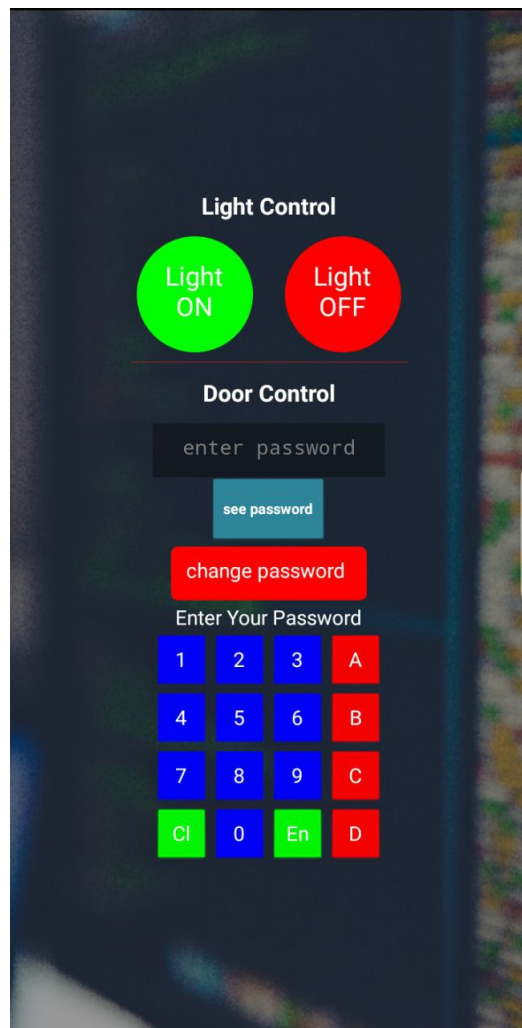 Light Control
Light
ON
Light
OFF
Door Control
enter password
see password
change password
Enter Your Password
1 2 3 A
4 5 6 B
7 8 9 C
Cl 0 En D